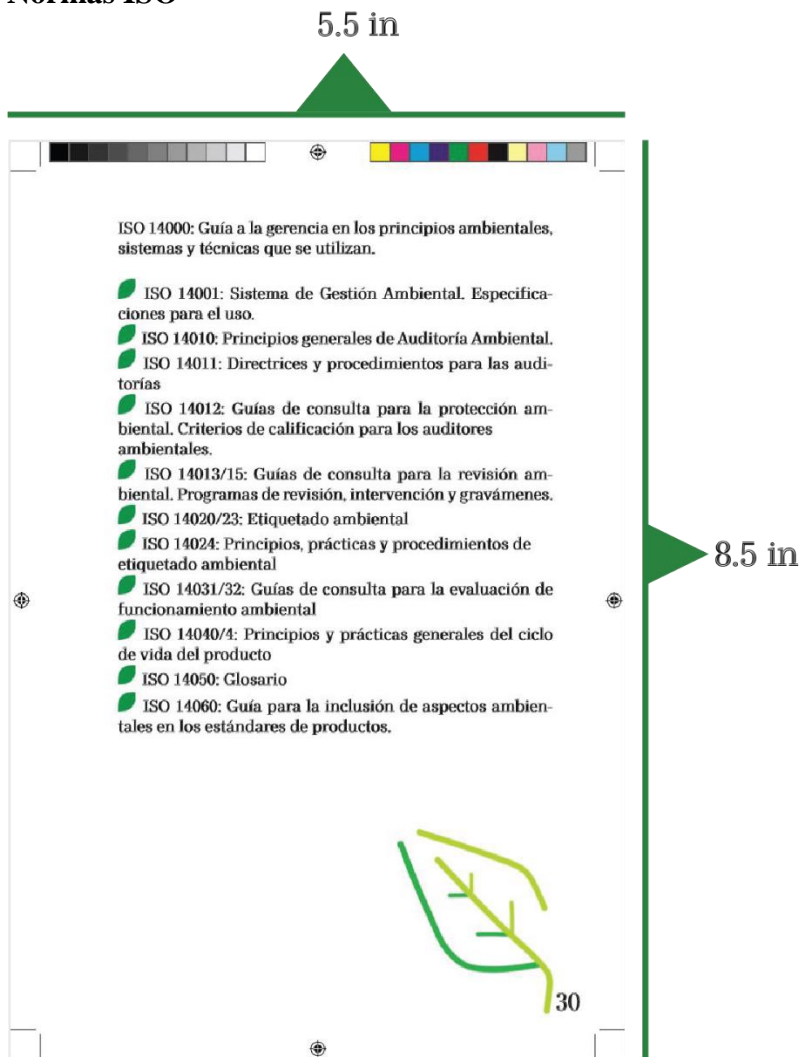 Normas ISO
5.5 in
ISO 14000: Guía a la gerencia en los principios ambientales,
sistemas y técnicas que se utilizan.
ISO 14001: Sistema de Gestión Ambiental. Especifica-
ciones para el uso.
ISO 14010: Principios generales de Auditoría Ambiental.
ISO 14011: Directrices y procedimientos para las audi-
torías
ISO 14012: Guías de consulta para la protección am-
biental. Criterios de calificación para los auditores
ambientales.
ISO 14013/15: Guías de consulta para la revisión am-
biental. Programas de revisión, intervención y gravámenes.
ISO 14020/23: Etiquetado ambiental
ISO 14024: Principios, prácticas y procedimientos de
etiquetado ambiental
ISO 14031/32: Guías de consulta para la evaluación de
funcionamiento ambiental
ISO 14040/4: Principios y prácticas generales del ciclo
de vida del producto
ISO 14050: Glosario
ISO 14060: Guía para la inclusión de aspectos ambien-
tales en los estándares de productos.
8.5 in
30